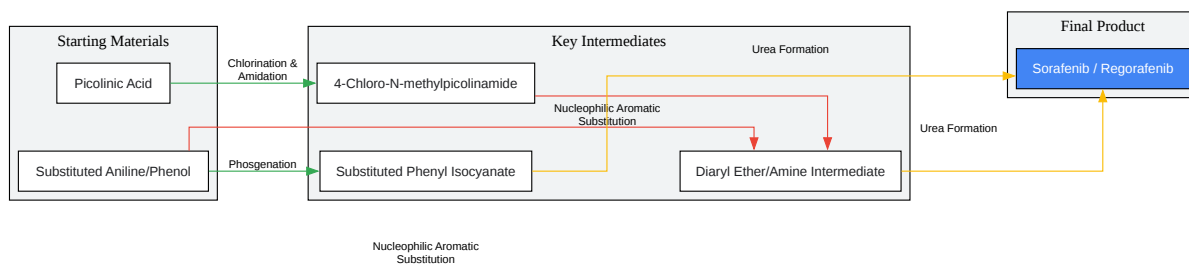 Starting Materials
Key Intermediates
Final Product
Urea Formation
Chlorination &
Amidation
Picolinic Acid
4-Chloro-N-methylpicolinamide
Sorafenib / Regorafenib
Nucleophilic Aromatic
Substitution
Urea Formation
Substituted Aniline/Phenol
Phosgenation
Substituted Phenyl Isocyanate
Diaryl Ether/Amine Intermediate
Nucleophilic Aromatic
Substitution